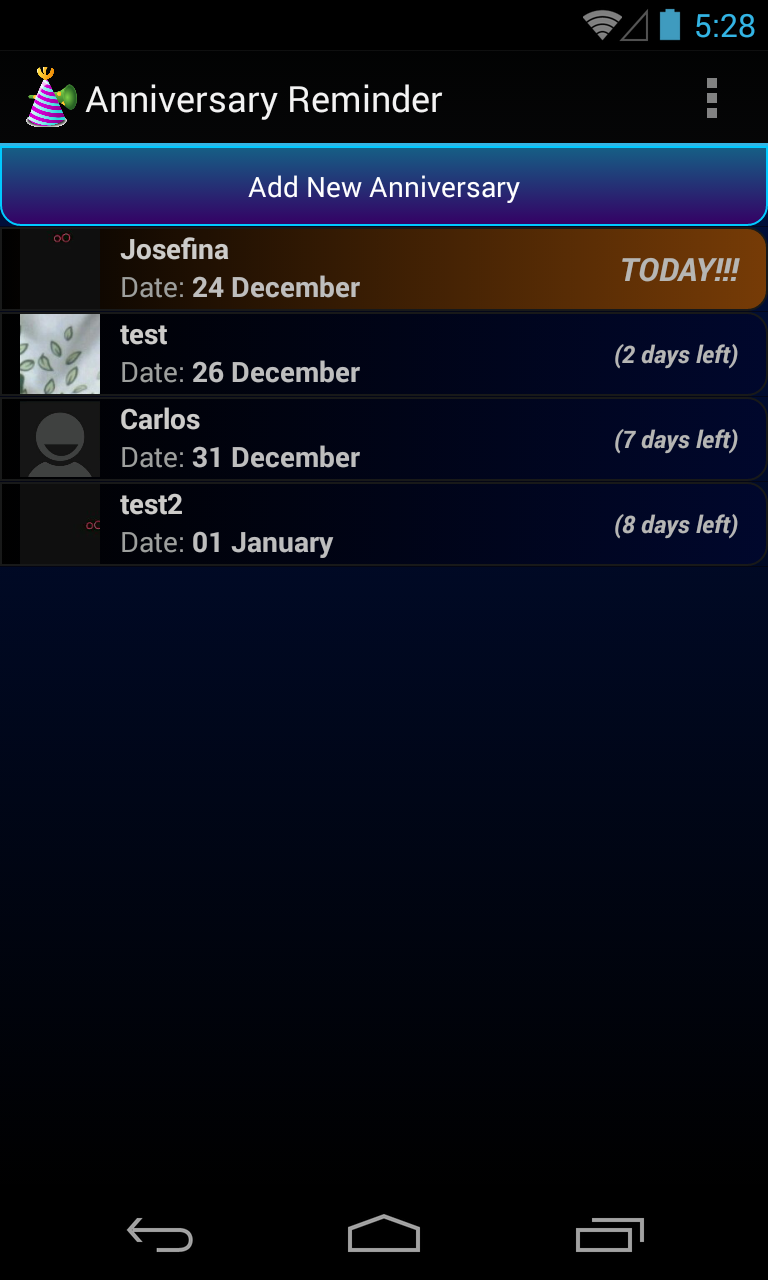 5:28
Anniversary Reminder
Add New Anniversary
Josefina
Date: 24 December
TODAY!!!
test
Date: 26 December
(2 days left)
Carlos
Date: 31 December
(7 days left)
test2
Date: 01 January
(8 days left)